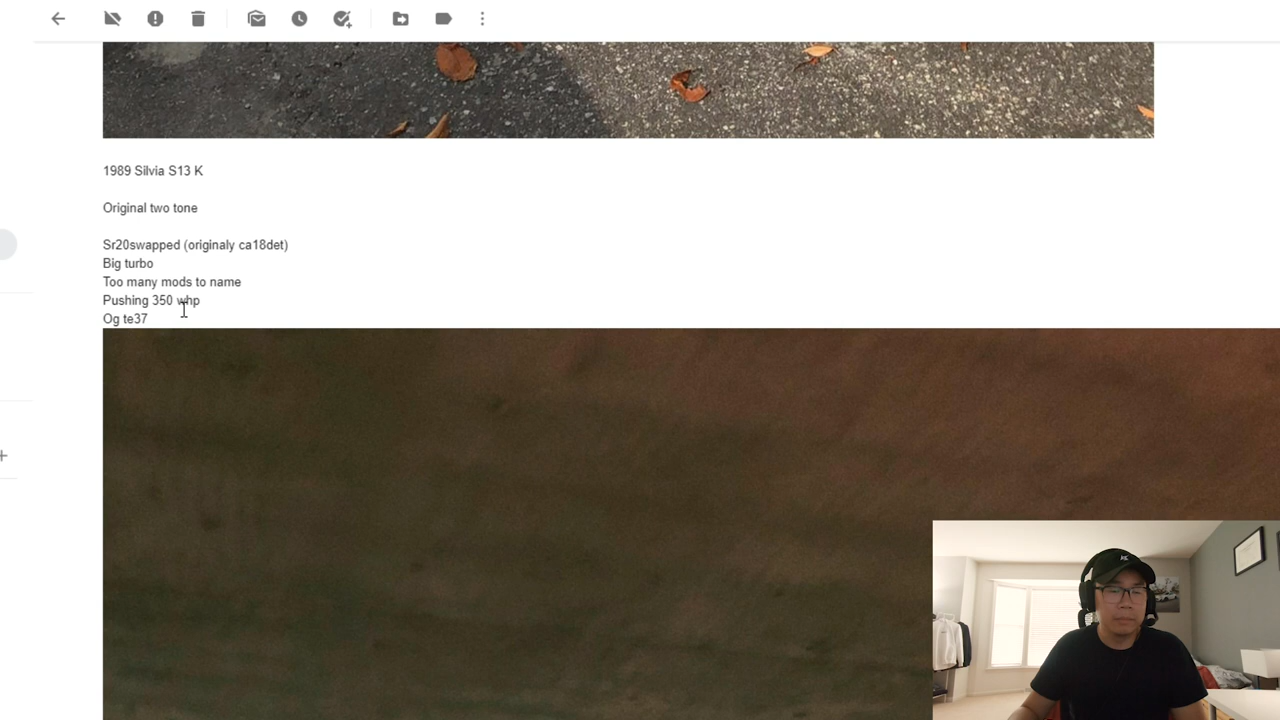 1989 Silvia S13 K
Original two tone
Sr20swapped (originaly ca18det)
Big turbo
Too many mods to name
Pushing 350 whp
Og te37